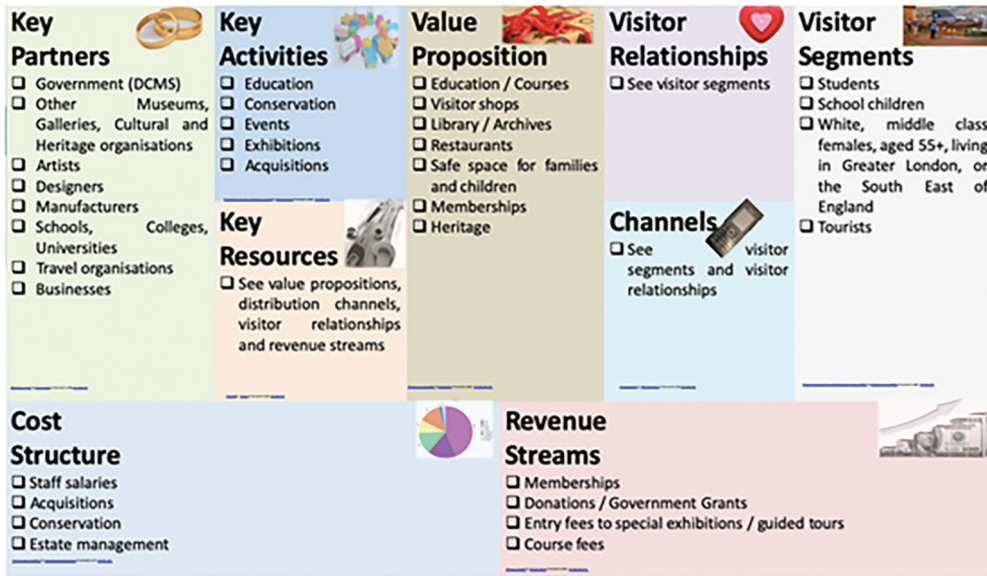 Key
Partners
Government (DCMS)
Other Museums,
Galleries, Cultural and
Heritage organisations
Artists
Designers
Manufacturers
Schools, Colleges,
Universities
Travel organisations
Businesses
Key
Activities
Education
Conservation
Events
Exhibitions
Acquisitions
Key
Resources
See value propositions,
distribution channels,
visitor relationships
and revenue streams
Value
Proposition
Education / Courses
Visitor shops
Library / Archives
Restaurants
Safe space for families
and children
Memberships
Heritage
Visitor
Relationships
See visitor segments
Channels
See visitor
segments and visitor
relationships
Visitor
Segments
Students
School children
White, middle class
females, aged 55+, living
in Greater London, or
the South East of
England
Tourists
Cost
Structure
Staff salaries
Acquisitions
Conservation
Estate management
Revenue
Streams
Memberships
Donations / Government Grants
Entry fees to special exhibitions / guided tours
Course fees